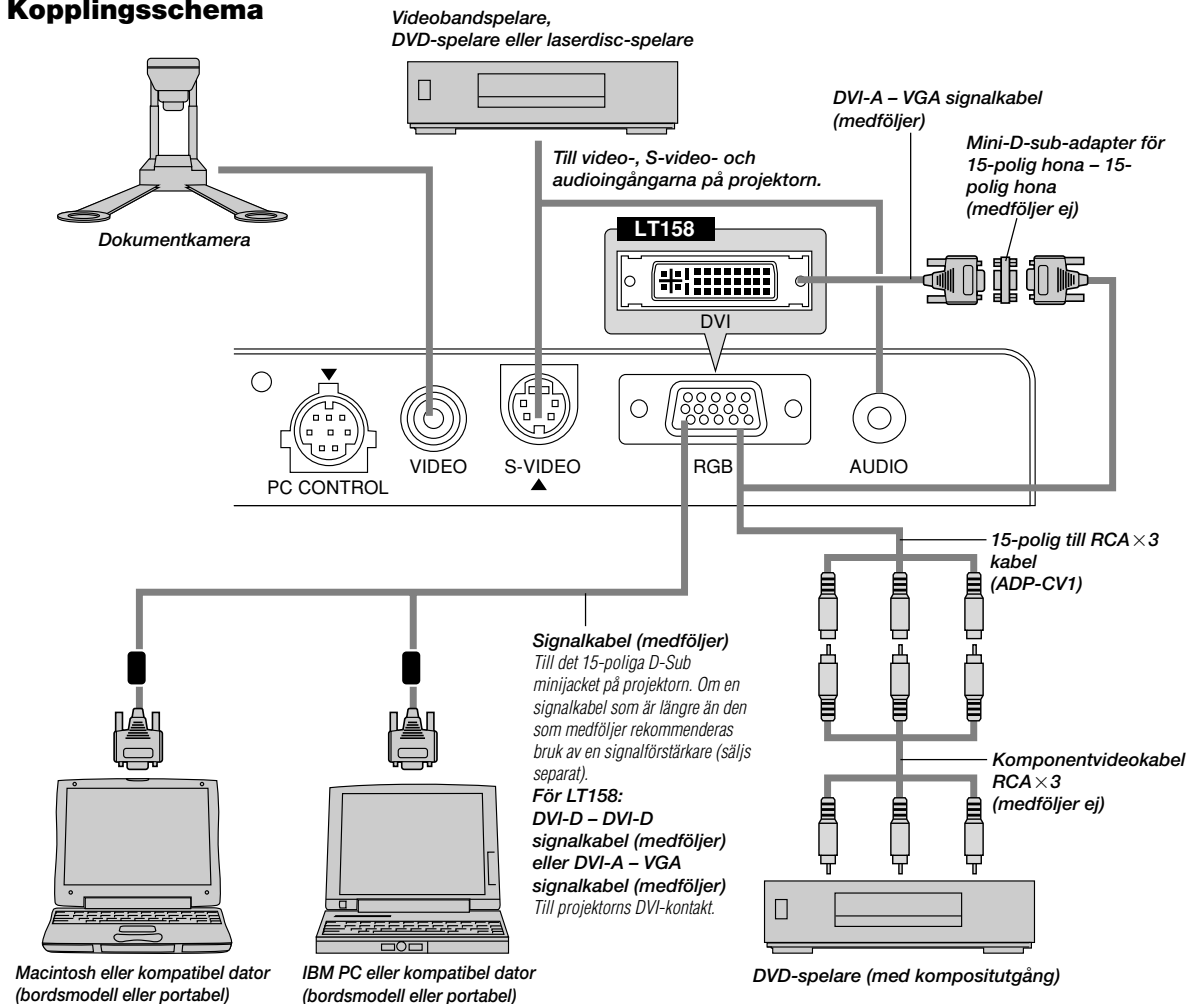 Kopplingsschema
Videobandspelare,
DVD-spelare eller laserdisc-spelare
DVI-A – VGA signalkabel
(medföljer)
Mini-D-sub-adapter för
15-polig hona – 15-
polig hona
(medföljer ej)
Till video-, S-video- och
audioingångarna på projektorn.
Dokumentkamera
LT158
DVI
PC CONTROL
VIDEO
S-VIDEO
RGB
AUDIO
15-polig till RCA×3
kabel
(ADP-CV1)
Signalkabel (medföljer)
Till det 15-poliga D-Sub
minijacket på projektorn. Om en
signalkabel som är längre än den
som medföljer rekommenderas
bruk av en signalförstärkare (säljs
separat).
För LT158:
DVI-D – DVI-D
signalkabel (medföljer)
eller DVI-A – VGA
signalkabel (medföljer)
Till projektorns DVI-kontakt.
Komponentvideokabel
RCA×3
(medföljer ej)
Macintosh eller kompatibel dator
(bordsmodell eller portabel)
IBM PC eller kompatibel dator
(bordsmodell eller portabel)
DVD-spelare (med kompositutgång)